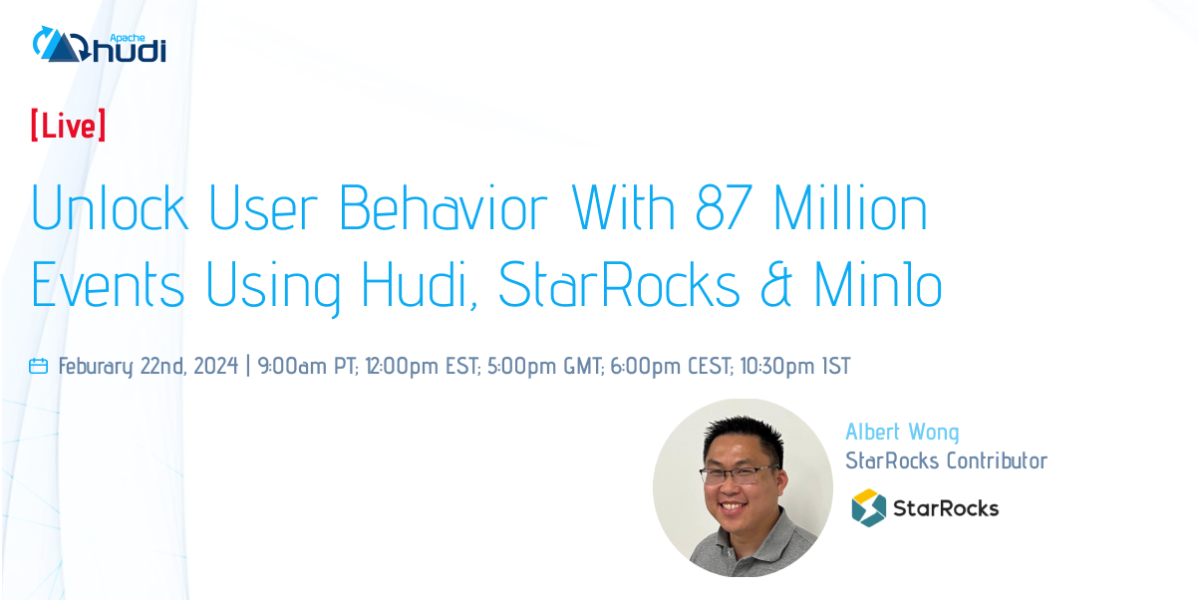 Apache
hudi
[Live]
Unlock User Behavior With 87 Million
Events Using Hudi, StarRocks & MinIo
Feburary 22nd, 2024 | 9:00am PT; 12:00pm EST; 5:00pm GMT; 6:00pm CEST; 10:30pm IST
Albert Wong
StarRocks Contributor
StarRocks